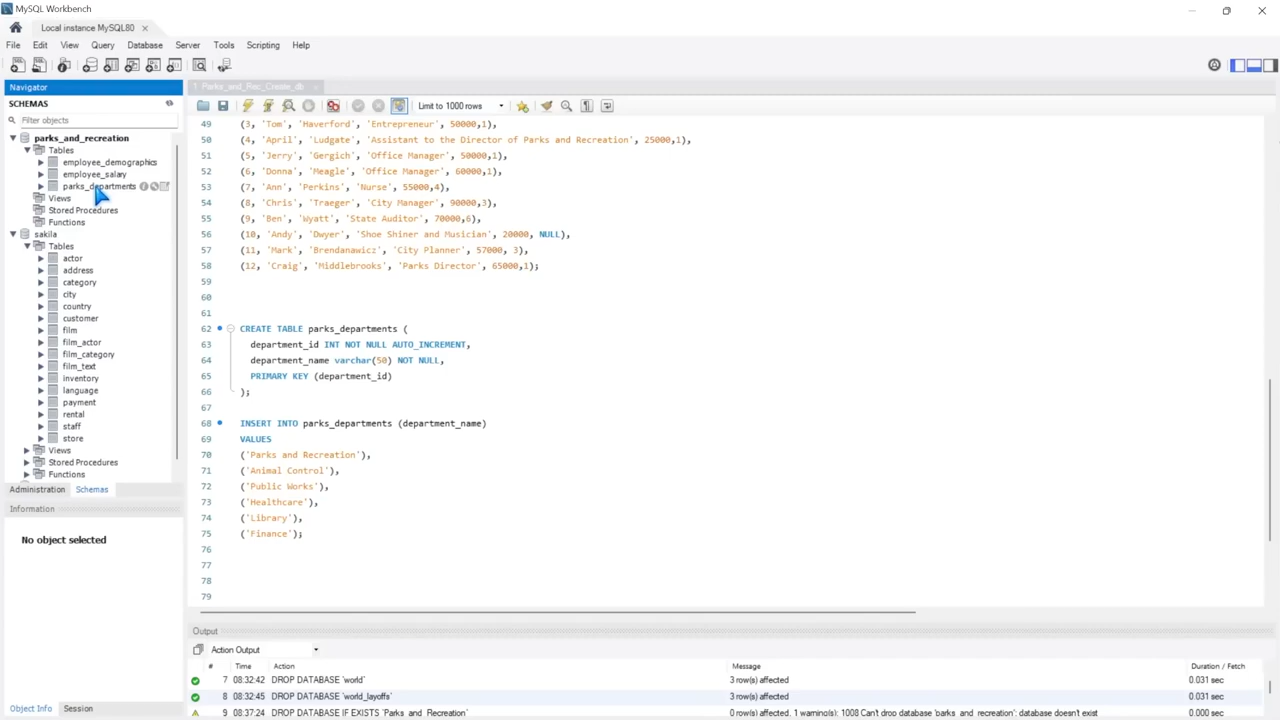 MySQL Workbench
Local instance MySQL80
File Edit View Query Database Server Tools Scripting Help
Navigator
SCHEMAS
Filter objects
parks_and_recreation
Tables
employee_demographics
employee_salary
parks_departments
Views
Stored Procedures
Functions
sakila
Tables
actor
address
category
city
country
customer
film
film_actor
film_category
film_text
inventory
language
payment
rental
staff
store
Views
Stored Procedures
Functions
Administration Schemas
Information
No object selected
Object Info Session
1 Parks_and_Rec_Create_db
Limit to 1000 rows
49 (3, 'Tom', 'Haverford', 'Entrepreneur', 50000,1),
50 (4, 'April', 'Ludgate', 'Assistant to the Director of Parks and Recreation', 25000,1),
51 (5, 'Jerry', 'Gergich', 'Office Manager', 50000,1),
52 (6, 'Donna', 'Meagle', 'Office Manager', 60000,1),
53 (7, 'Ann', 'Perkins', 'Nurse', 55000,4),
54 (8, 'Chris', 'Traeger', 'City Manager', 90000,3),
55 (9, 'Ben', 'Wyatt', 'State Auditor', 70000,6),
56 (10, 'Andy', 'Dwyer', 'Shoe Shiner and Musician', 20000, NULL),
57 (11, 'Mark', 'Brendanawicz', 'City Planner', 57000, 3),
58 (12, 'Craig', 'Middlebrooks', 'Parks Director', 65000,1);
59
60
61
62 CREATE TABLE parks_departments (
63 department_id INT NOT NULL AUTO_INCREMENT,
64 department_name varchar(50) NOT NULL,
65 PRIMARY KEY (department_id)
66 );
67
68 INSERT INTO parks_departments (department_name)
69 VALUES
70 ('Parks and Recreation'),
71 ('Animal Control'),
72 ('Public Works'),
73 ('Healthcare'),
74 ('Library'),
75 ('Finance');
76
77
78
79
Output
Action Output
# Time Action Message Duration / Fetch
7 08:32:42 DROP DATABASE `world` 3 row(s) affected 0.031 sec
8 08:32:45 DROP DATABASE `world_layoffs` 3 row(s) affected 0.031 sec
9 08:37:24 DROP DATABASE IF EXISTS `Parks_and_Recreation` 0 row(s) affected, 1 warning(s): 1008 Can't drop database 'parks_and_recreation'; database doesn't exist 0.000 sec